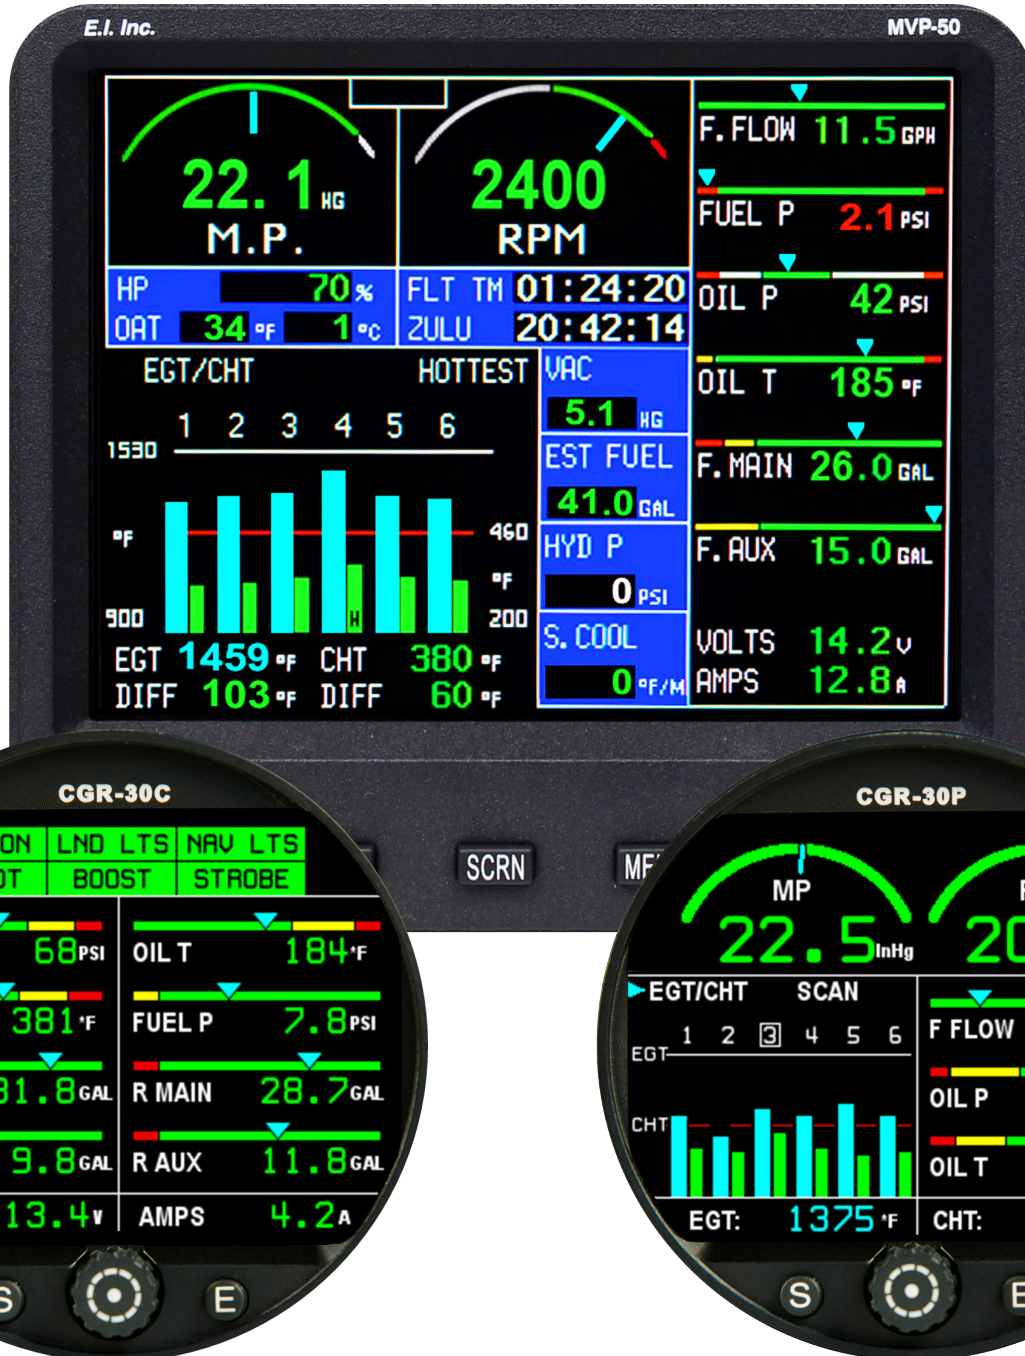 E.I. Inc.
MVP-50
22.1 HG
M.P.
2400
RPM
HP 70 %
OAT 34 °F 1 °C
FLT TM 01:24:20
ZULU 20:42:14
EGT/CHT HOTTEST
1 2 3 4 5 6
1530
°F
900
460
°F
200
H
EGT 1459 °F CHT 380 °F
DIFF 103 °F DIFF 60 °F
VAC
5.1 HG
EST FUEL
41.0 GAL
HYD P
0 PSI
S.COOL
0 °F/M
F.FLOW 11.5 GPH
FUEL P 2.1 PSI
OIL P 42 PSI
OIL T 185 °F
F.MAIN 26.0 GAL
F.AUX 15.0 GAL
VOLTS 14.2 V
AMPS 12.8 A
SCRN
CGR-30C
ON LND LTS NAV LTS
BOOST STROBE
68 PSI OIL T 184 °F
381 °F FUEL P 7.8 PSI
31.8 GAL R MAIN 28.7 GAL
9.8 GAL R AUX 11.8 GAL
13.4 V AMPS 4.2 A
S E
CGR-30P
MP
22.5 InHg
EGT/CHT SCAN
1 2 3 4 5 6
EGT
CHT
EGT: 1375 °F CHT:
F FLOW
OIL P
OIL T
S E